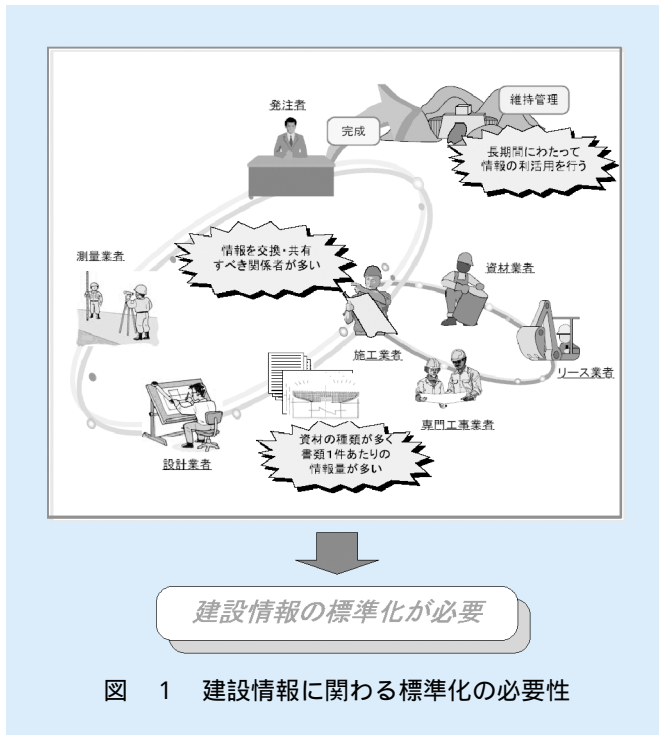 発注者
完成
維持管理
長期間にわたって
情報の利活用を行う
情報を交換・共有
すべき関係者が多い
測量業者
資材業者
施工業者
リース業者
専門工事業者
設計業者
資材の種類が多く
書類1件あたりの
情報量が多い
建設情報の標準化が必要
図 1 建設情報に関わる標準化の必要性